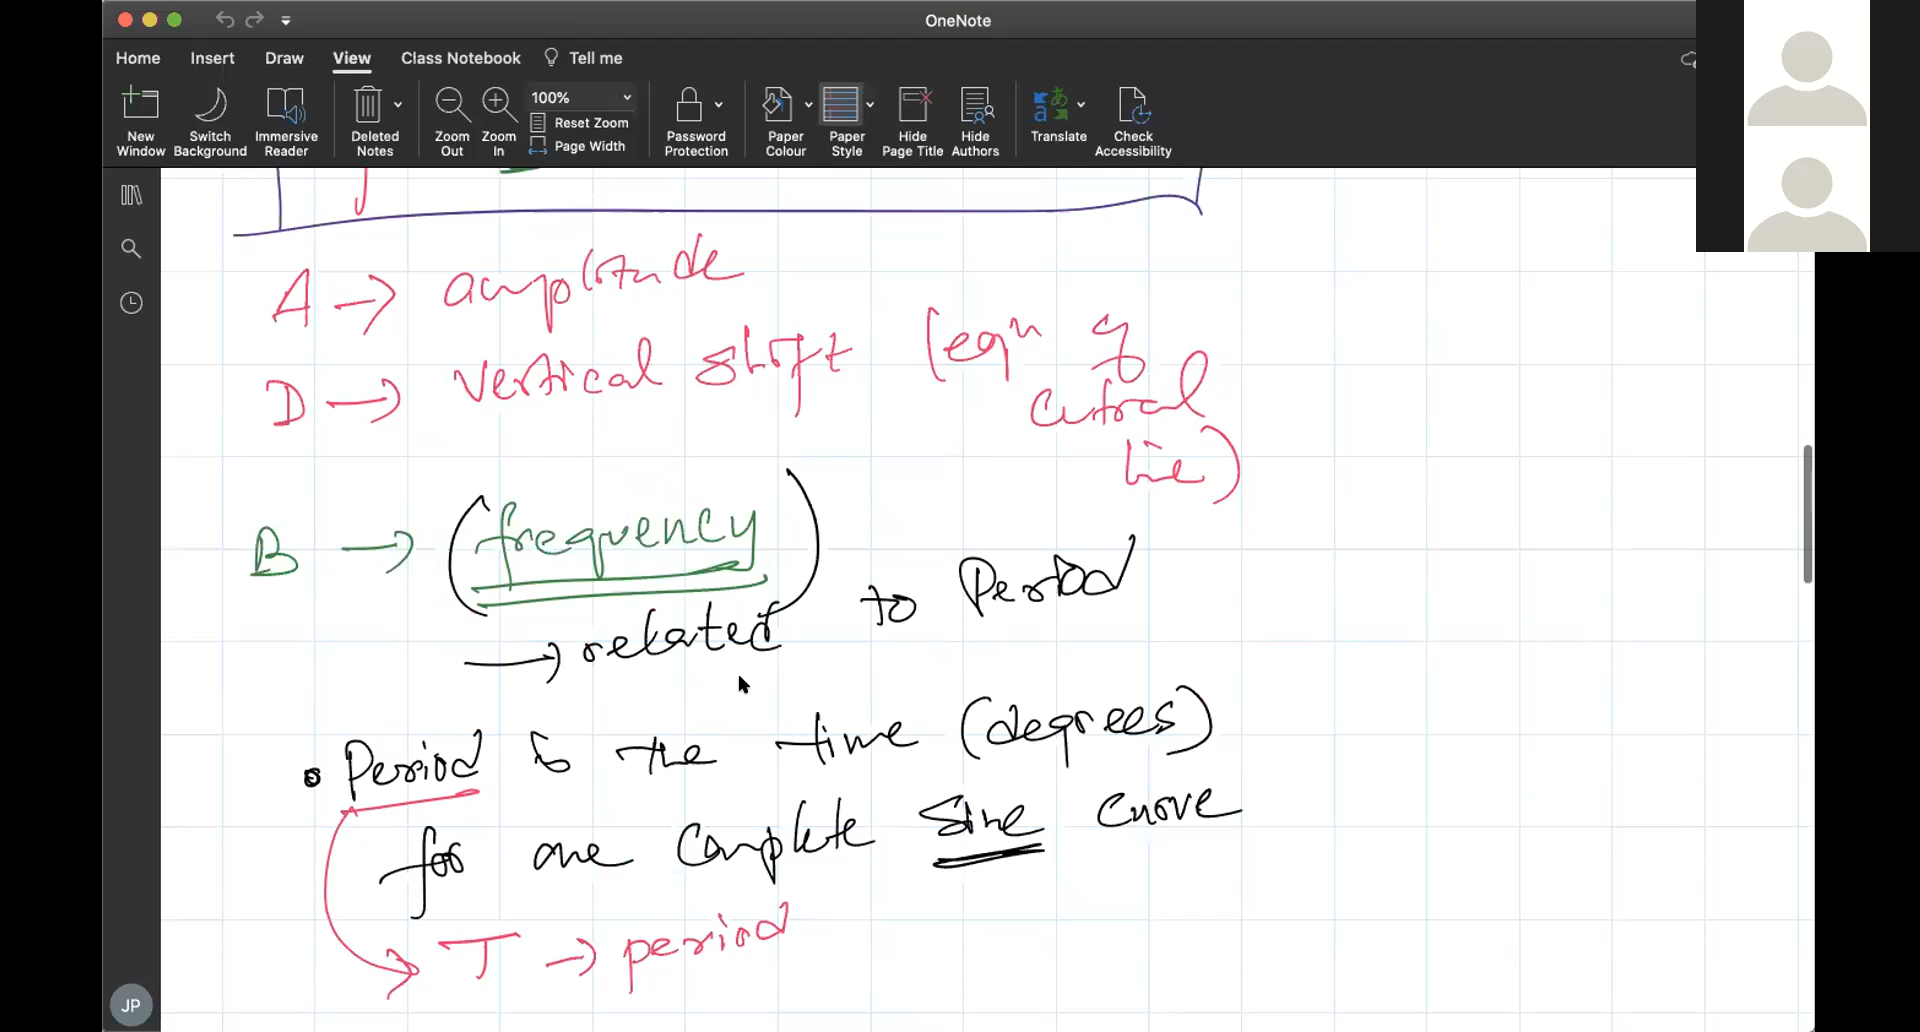 OneNote
Home Insert Draw View Class Notebook Tell me
New Window
Switch Background
Immersive Reader
Deleted Notes
Zoom Out
Zoom In
100%
Reset Zoom
Page Width
Password Protection
Paper Colour
Paper Style
Hide Page Title
Hide Authors
Translate
Check Accessibility
A → amplitude
D → vertical shift (eqn of
central
line)
B → (frequency)
→ related to Period
• Period is the time (degrees)
for one complete sine curve
T → period
JP